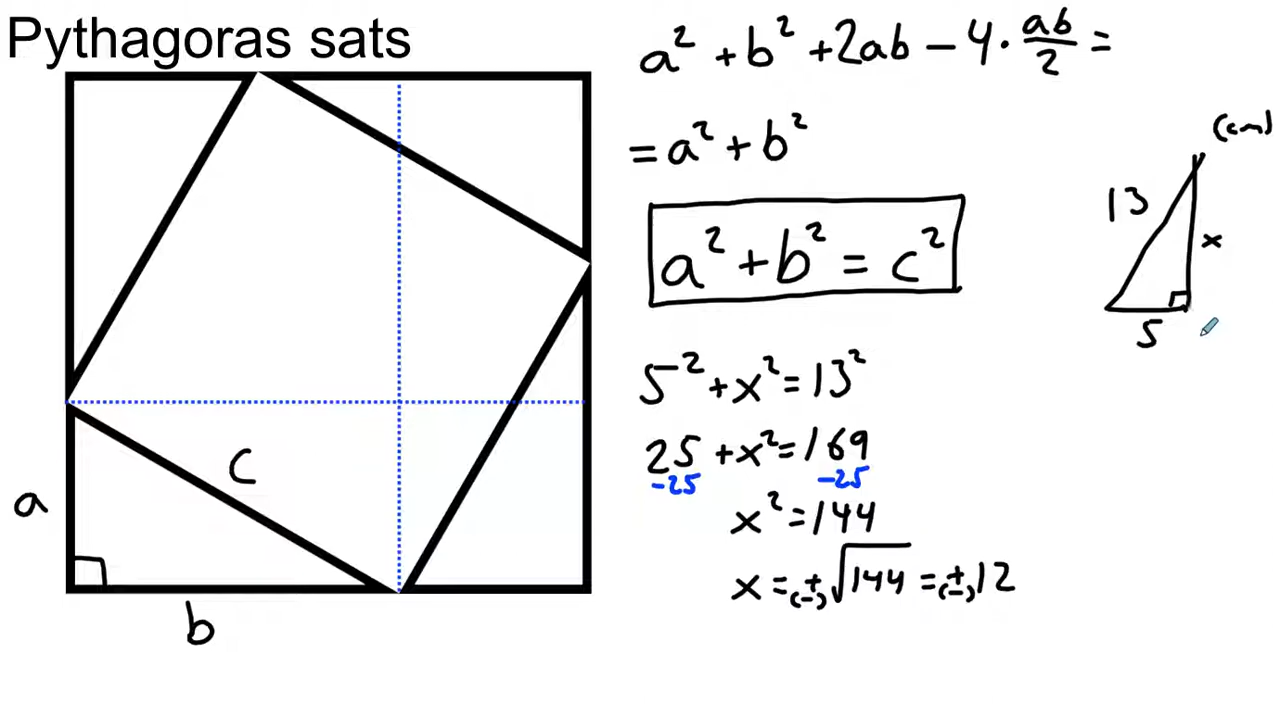 Pythagoras sats
a² + b² + 2ab − 4 · ab/2 =
= a² + b²
a² + b² = c²
(cm)
13
x
5
5² + x² = 13²
25 + x² = 169
-25 -25
x² = 144
x = (±) √144 = (±) 12
c
a
b